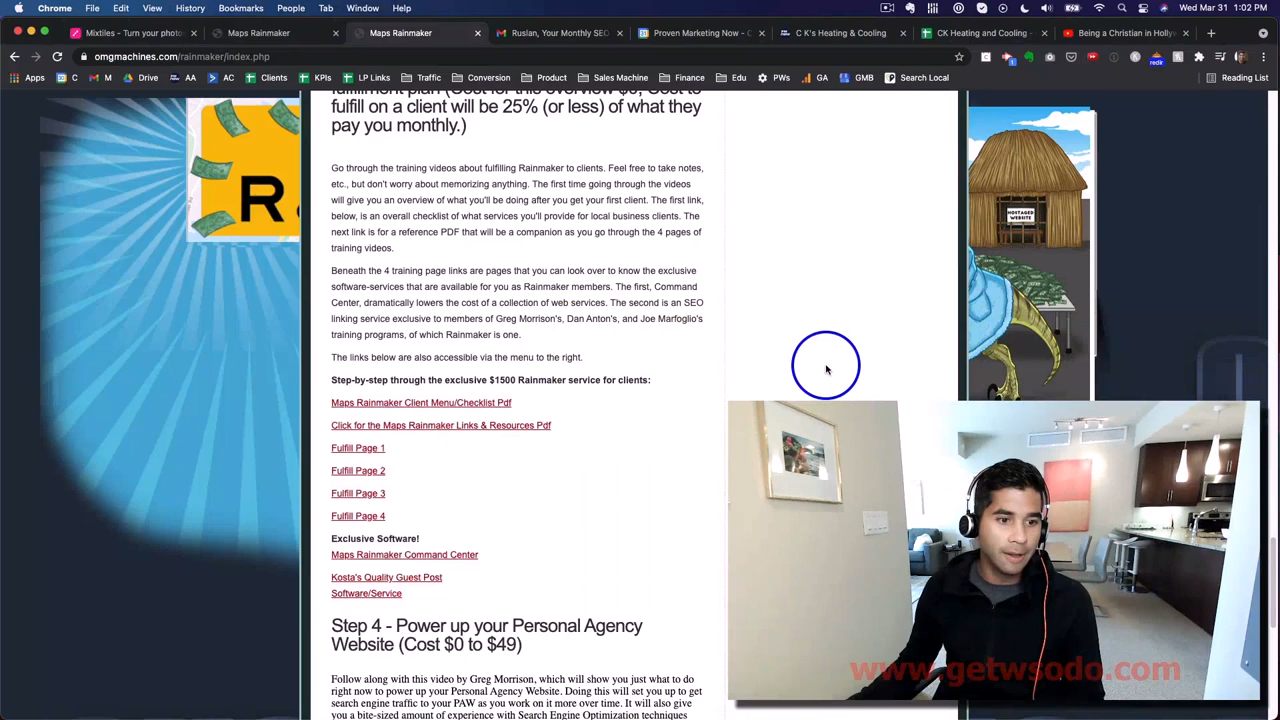 Chrome File Edit View History Bookmarks People Tab Window Help Wed Mar 31 1:02 PM
Mixtiles – Turn your photos Maps Rainmaker Maps Rainmaker Ruslan, Your Monthly SEO Proven Marketing Now - C C K's Heating & Cooling CK Heating and Cooling - Being a Christian in Hollyw
omgmachines.com/rainmaker/index.php
Apps C M Drive AA AC Clients KPIs LP Links Traffic Conversion Product Sales Machine Finance Edu PWs GA GMB Search Local Reading List
fulfillment plan (Cost for this overview $0, Cost to
fulfill on a client will be 25% (or less) of what they
pay you monthly.)
Go through the training videos about fulfilling Rainmaker to clients. Feel free to take notes,
etc., but don't worry about memorizing anything. The first time going through the videos
will give you an overview of what you'll be doing after you get your first client. The first link,
below, is an overall checklist of what services you'll provide for local business clients. The
next link is for a reference PDF that will be a companion as you go through the 4 pages of
training videos.
Beneath the 4 training page links are pages that you can look over to know the exclusive
software-services that are available for you as Rainmaker members. The first, Command
Center, dramatically lowers the cost of a collection of web services. The second is an SEO
linking service exclusive to members of Greg Morrison's, Dan Anton's, and Joe Marfoglio's
training programs, of which Rainmaker is one.
The links below are also accessible via the menu to the right.
Step-by-step through the exclusive $1500 Rainmaker service for clients:
Maps Rainmaker Client Menu/Checklist Pdf
Click for the Maps Rainmaker Links & Resources Pdf
Fulfill Page 1
Fulfill Page 2
Fulfill Page 3
Fulfill Page 4
Exclusive Software!
Maps Rainmaker Command Center
Kosta's Quality Guest Post
Software/Service
Step 4 - Power up your Personal Agency
Website (Cost $0 to $49)
Follow along with this video by Greg Morrison, which will show you just what to do
right now to power up your Personal Agency Website. Doing this will set you up to get
search engine traffic to your PAW as you work on it more over time. It will also give
you a bite-sized amount of experience with Search Engine Optimization techniques
HOSTAGED
WEBSITE
www.getwsodo.com